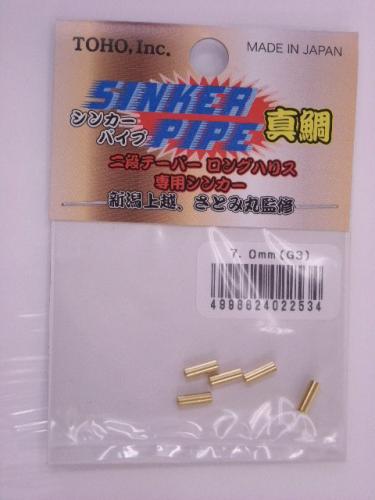 TOHO, Inc.
MADE IN JAPAN
SINKER
シンカー
パイプ
PIPE
真鯛
二段テーパー ロングハリス
専用シンカー
新潟上越、さとみ丸監修
7.0mm(G3)
4998824022534